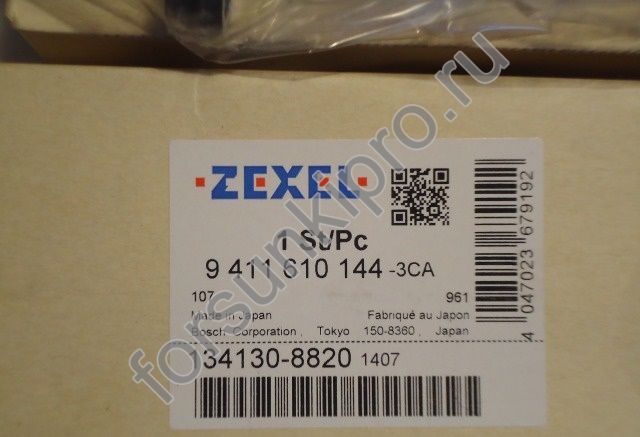 ZEXEL
1 St/Pc
9 411 610 144 -3CA
107
961
Made in Japan
Fabriqué au Japon
Bosch Corporation, Tokyo 150-8360, Japan
134130-8820 1407
4 047023 679192
forsunkipro.ru